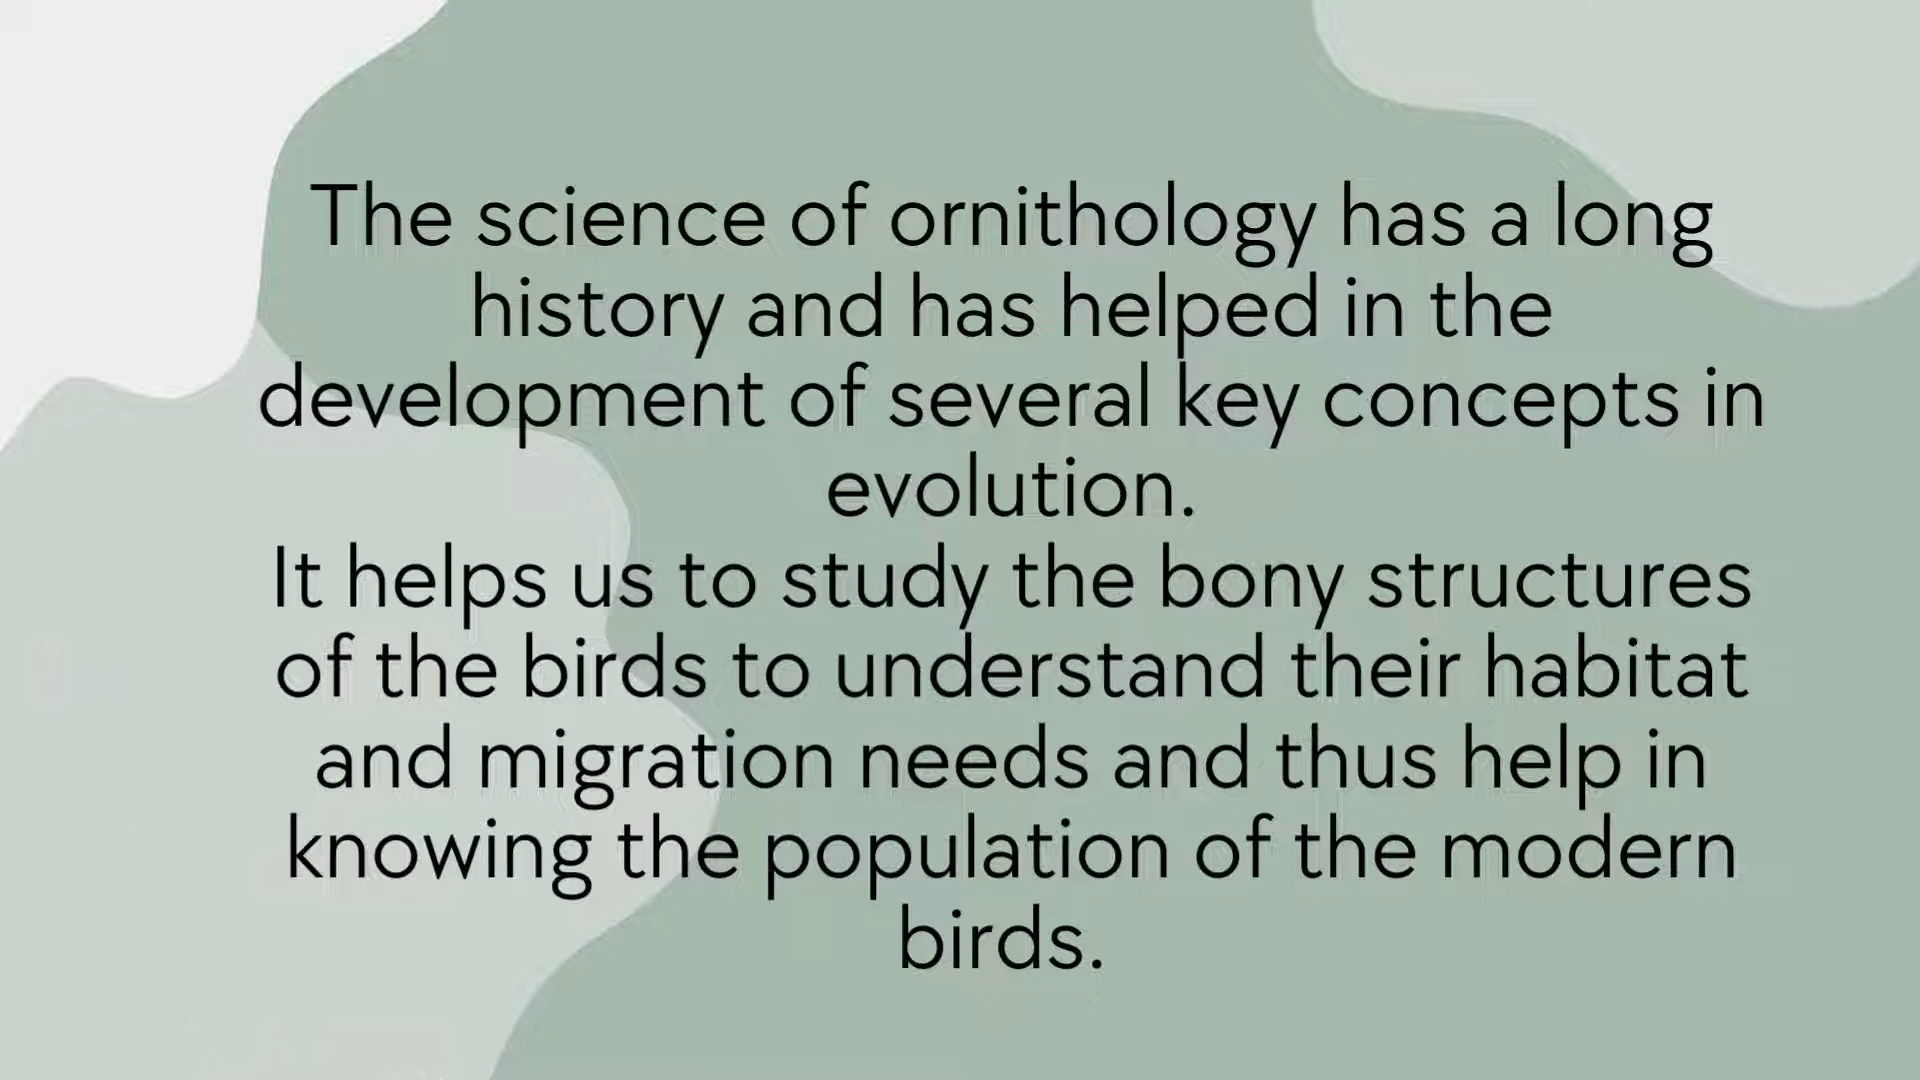 The science of ornithology has a long
history and has helped in the
development of several key concepts in
evolution.
It helps us to study the bony structures
of the birds to understand their habitat
and migration needs and thus help in
knowing the population of the modern
birds.